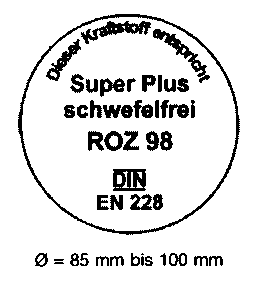 Dieser Kraftstoff entspricht
Super Plus
schwefelfrei
ROZ 98
DIN
EN 228
Ø = 85 mm bis 100 mm